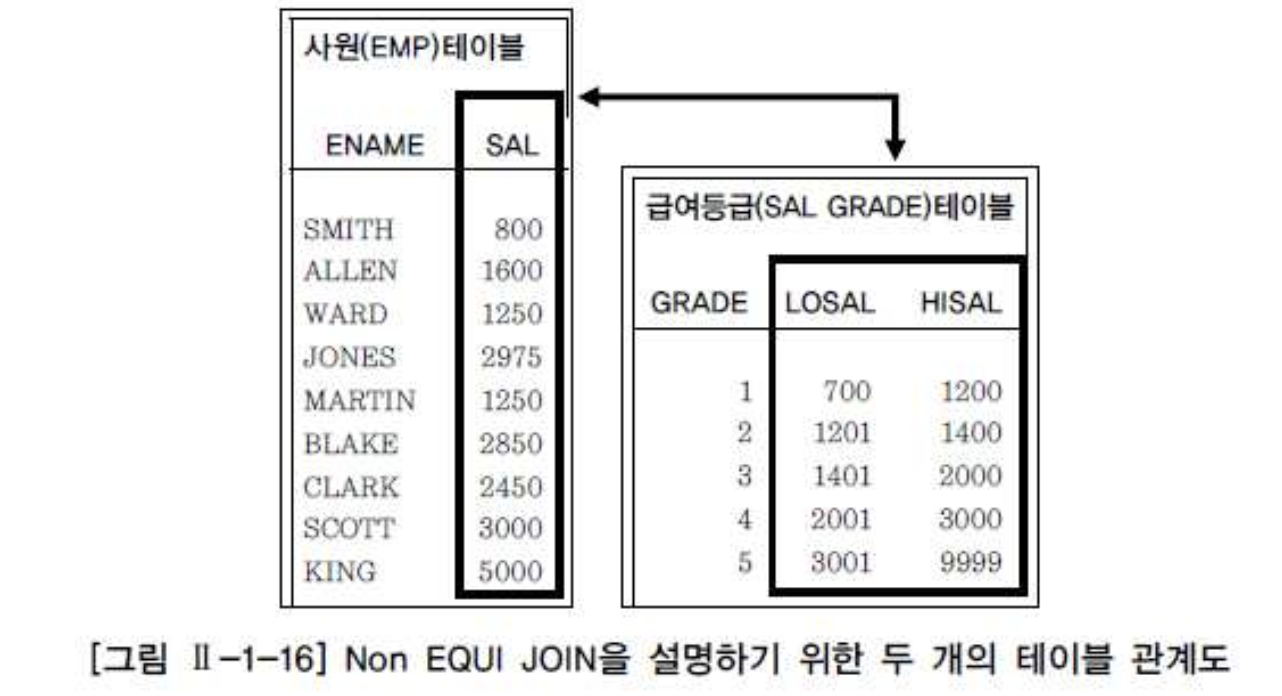 사원(EMP)테이블
ENAME SAL
SMITH 800
ALLEN 1600
WARD 1250
JONES 2975
MARTIN 1250
BLAKE 2850
CLARK 2450
SCOTT 3000
KING 5000
급여등급(SAL GRADE)테이블
GRADE LOSAL HISAL
1 700 1200
2 1201 1400
3 1401 2000
4 2001 3000
5 3001 9999
[그림 Ⅱ-1-16] Non EQUI JOIN을 설명하기 위한 두 개의 테이블 관계도